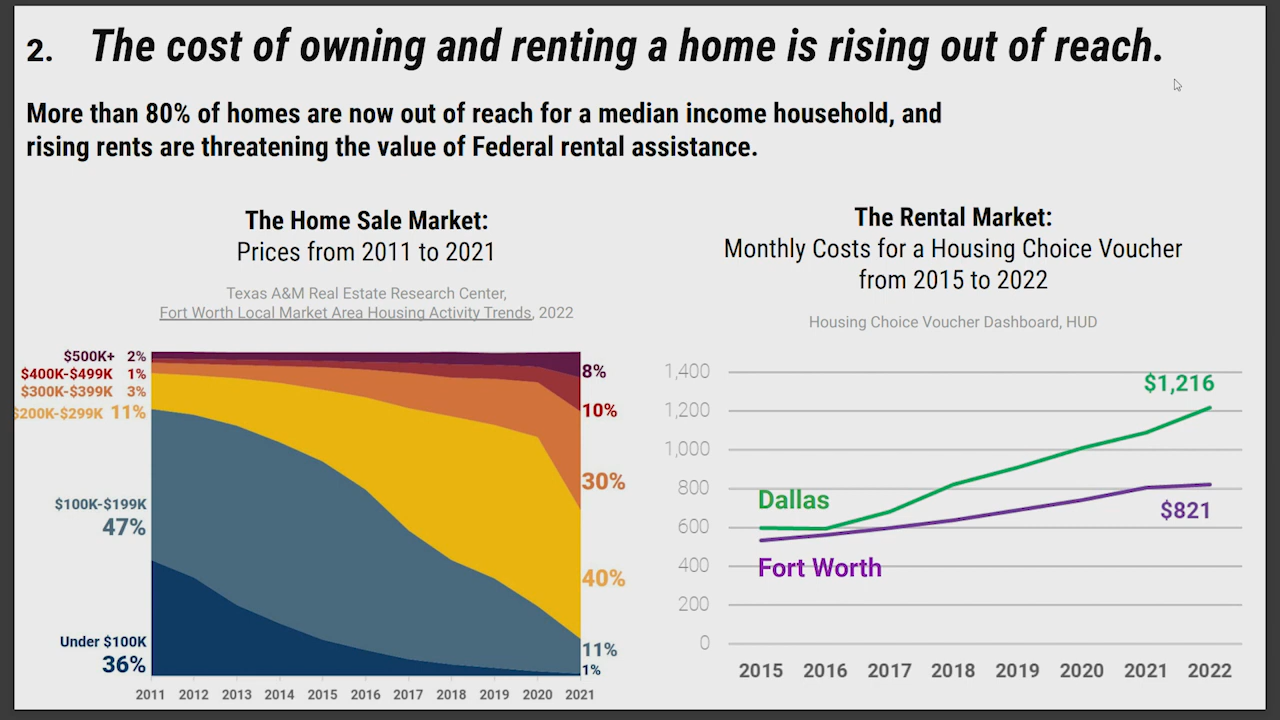 2. The cost of owning and renting a home is rising out of reach.
More than 80% of homes are now out of reach for a median income household, and
rising rents are threatening the value of Federal rental assistance.
The Home Sale Market:
Prices from 2011 to 2021
Texas A&M Real Estate Research Center,
Fort Worth Local Market Area Housing Activity Trends, 2022
$500K+ 2%
$400K-$499K 1%
$300K-$399K 3%
$200K-$299K 11%
$100K-$199K
47%
Under $100K
36%
8%
10%
30%
40%
11%
1%
2011 2012 2013 2014 2015 2016 2017 2018 2019 2020 2021
The Rental Market:
Monthly Costs for a Housing Choice Voucher
from 2015 to 2022
Housing Choice Voucher Dashboard, HUD
1,400
1,200
1,000
800
600
400
200
0
$1,216
Dallas
$821
Fort Worth
2015 2016 2017 2018 2019 2020 2021 2022